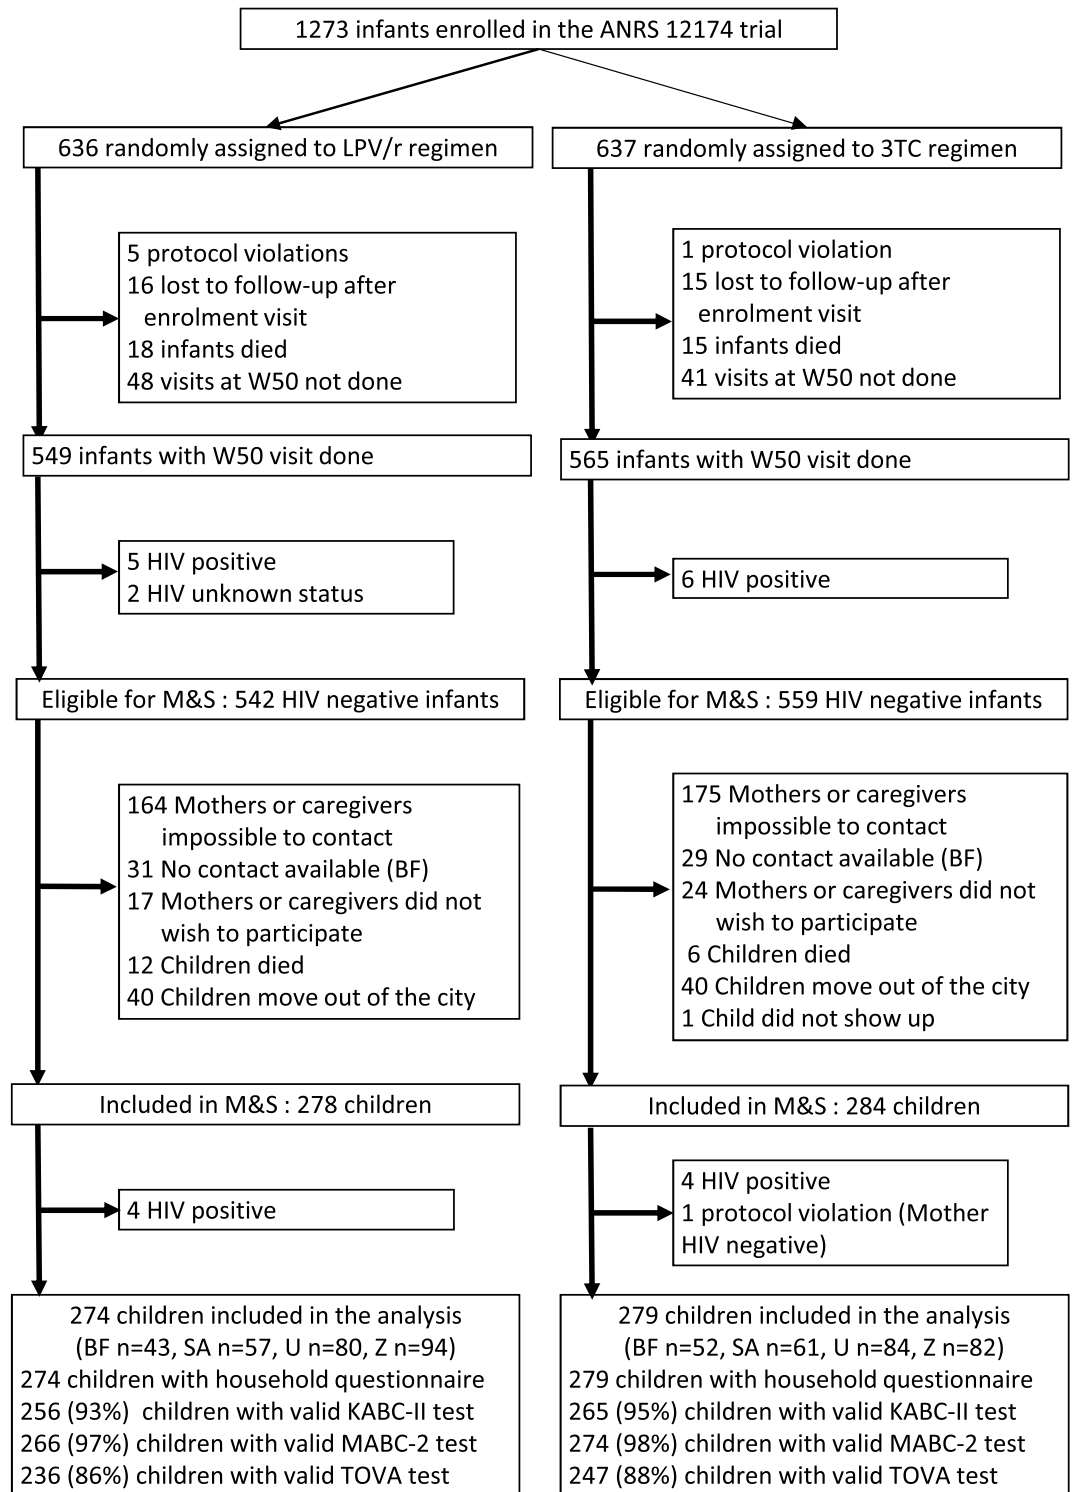 1273 infants enrolled in the ANRS 12174 trial
636 randomly assigned to LPV/r regimen
637 randomly assigned to 3TC regimen
5 protocol violations
16 lost to follow-up after
enrolment visit
18 infants died
48 visits at W50 not done
1 protocol violation
15 lost to follow-up after
enrolment visit
15 infants died
41 visits at W50 not done
549 infants with W50 visit done
565 infants with W50 visit done
5 HIV positive
2 HIV unknown status
6 HIV positive
Eligible for M&S : 542 HIV negative infants
Eligible for M&S : 559 HIV negative infants
164 Mothers or caregivers
impossible to contact
31 No contact available (BF)
17 Mothers or caregivers did not
wish to participate
12 Children died
40 Children move out of the city
175 Mothers or caregivers
impossible to contact
29 No contact available (BF)
24 Mothers or caregivers did not
wish to participate
6 Children died
40 Children move out of the city
1 Child did not show up
Included in M&S : 278 children
Included in M&S : 284 children
4 HIV positive
4 HIV positive
1 protocol violation (Mother
HIV negative)
274 children included in the analysis
(BF n=43, SA n=57, U n=80, Z n=94)
274 children with household questionnaire
256 (93%) children with valid KABC-II test
266 (97%) children with valid MABC-2 test
236 (86%) children with valid TOVA test
279 children included in the analysis
(BF n=52, SA n=61, U n=84, Z n=82)
279 children with household questionnaire
265 (95%) children with valid KABC-II test
274 (98%) children with valid MABC-2 test
247 (88%) children with valid TOVA test